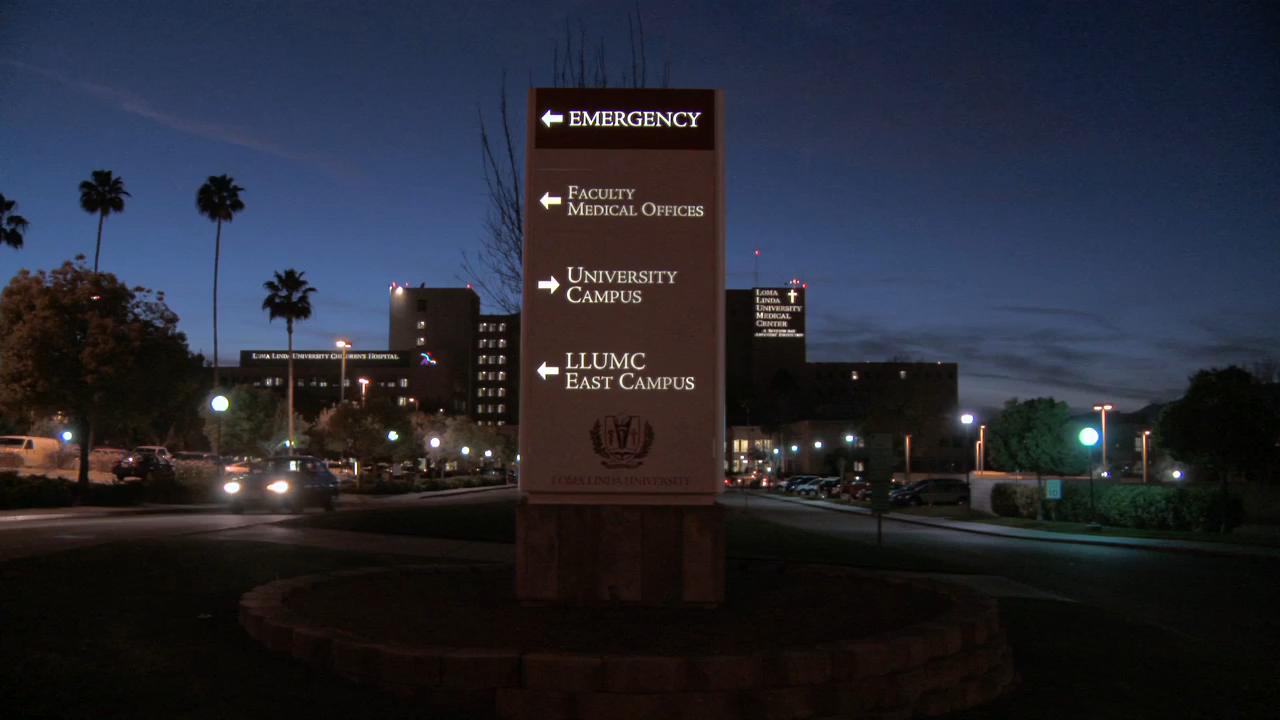 EMERGENCY
FACULTY
MEDICAL OFFICES
UNIVERSITY
CAMPUS
LLUMC
EAST CAMPUS
LOMA LINDA UNIVERSITY
LOMA LINDA UNIVERSITY CHILDREN'S HOSPITAL
LOMA
LINDA
UNIVERSITY
MEDICAL
CENTER